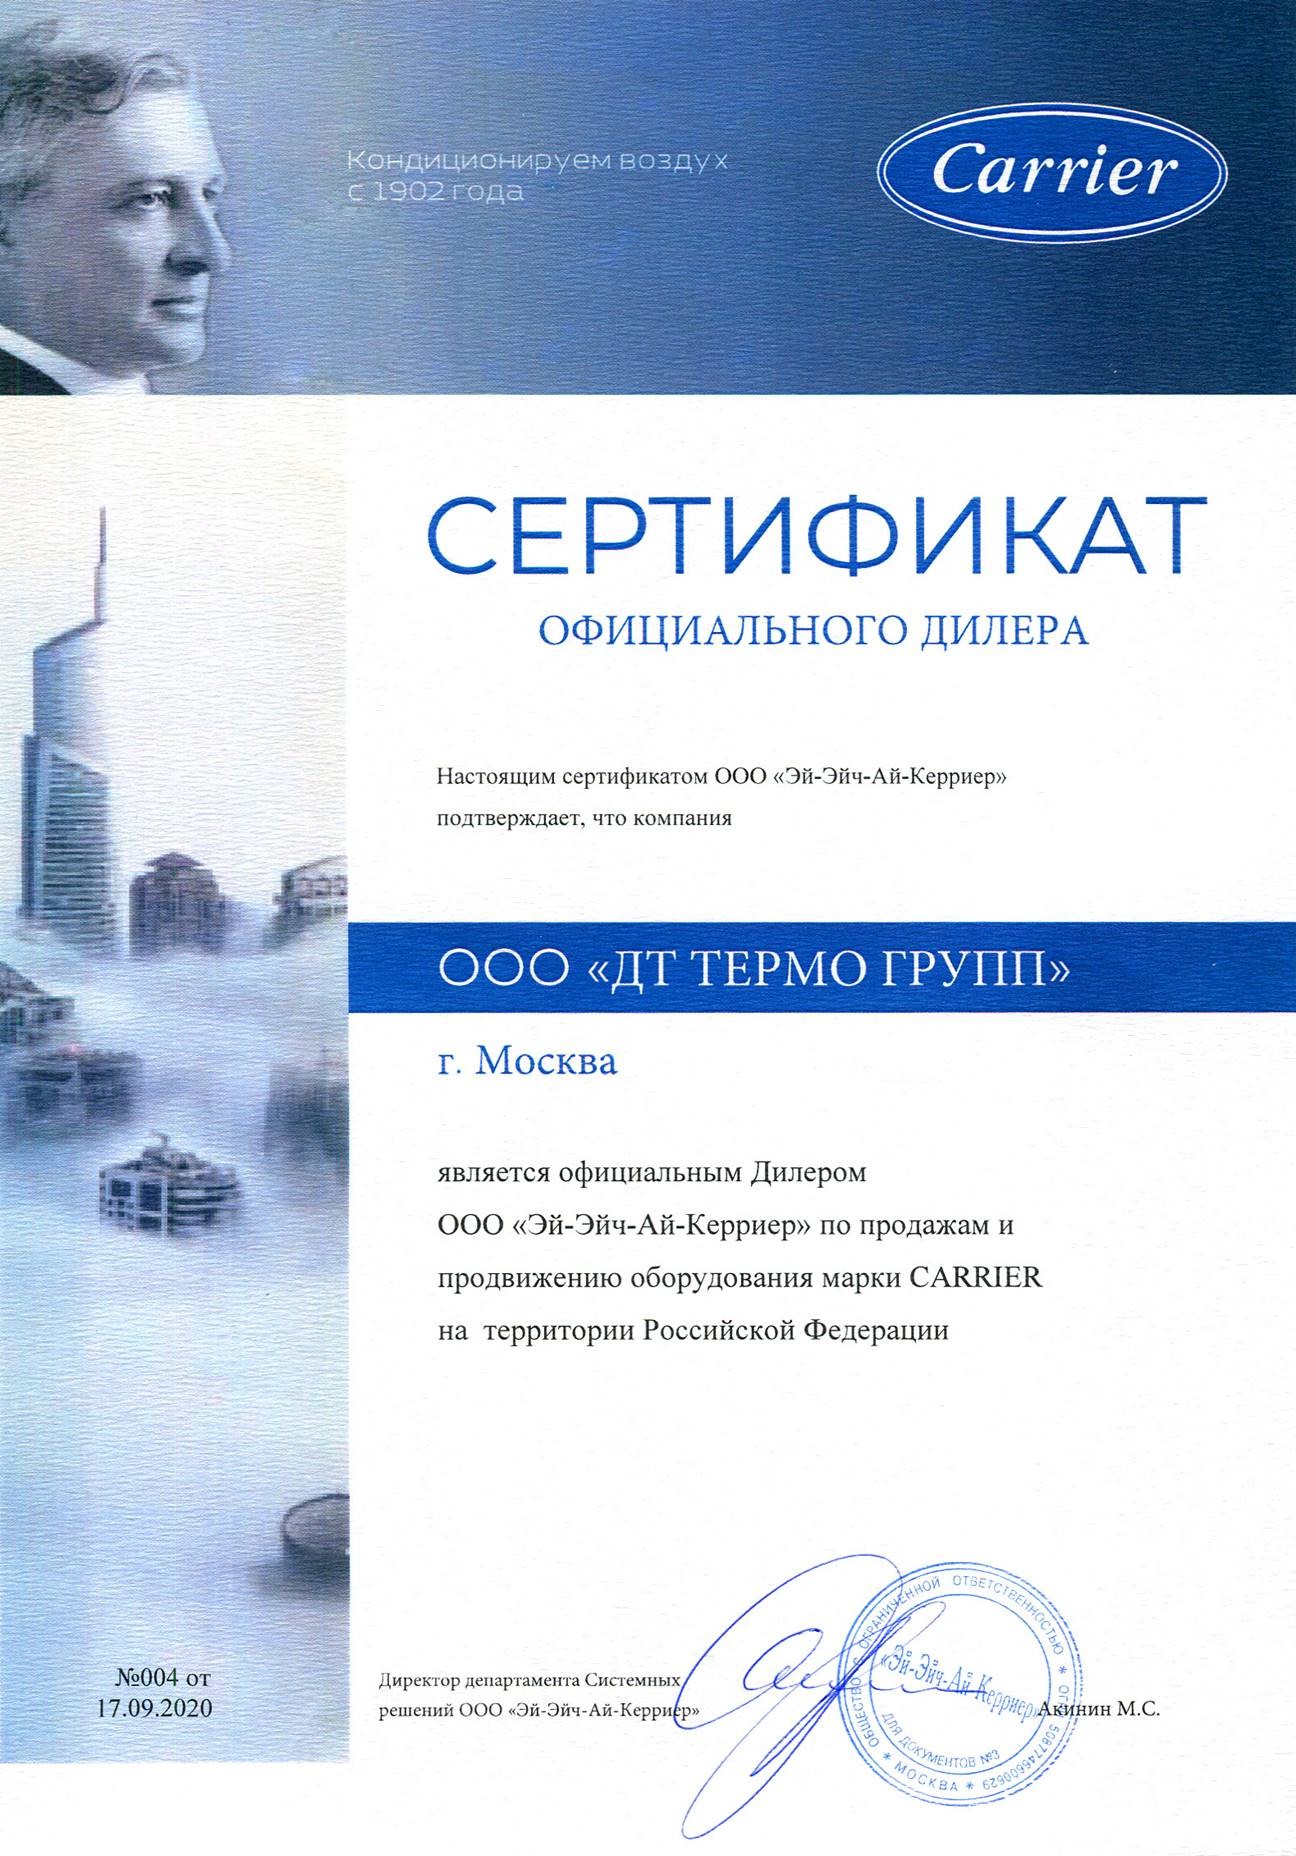 Кондиционируем воздух
с 1902 года
Carrier
СЕРТИФИКАТ
ОФИЦИАЛЬНОГО ДИЛЕРА
Настоящим сертификатом ООО «Эй-Эйч-Ай-Керриер»
подтверждает, что компания
ООО «ДТ ТЕРМО ГРУПП»
г. Москва
является официальным Дилером
ООО «Эй-Эйч-Ай-Керриер» по продажам и
продвижению оборудования марки CARRIER
на территории Российской Федерации
№004 от
17.09.2020
Директор департамента Системных
решений ООО «Эй-Эйч-Ай-Керриер»
ОБЩЕСТВО С ОГРАНИЧЕННОЙ ОТВЕТСТВЕННОСТЬЮ * ОГРН 5087746600629
* МОСКВА *
«Эй-Эйч-Ай-Керриер»
ДЛЯ ДОКУМЕНТОВ №3
Акинин М.С.